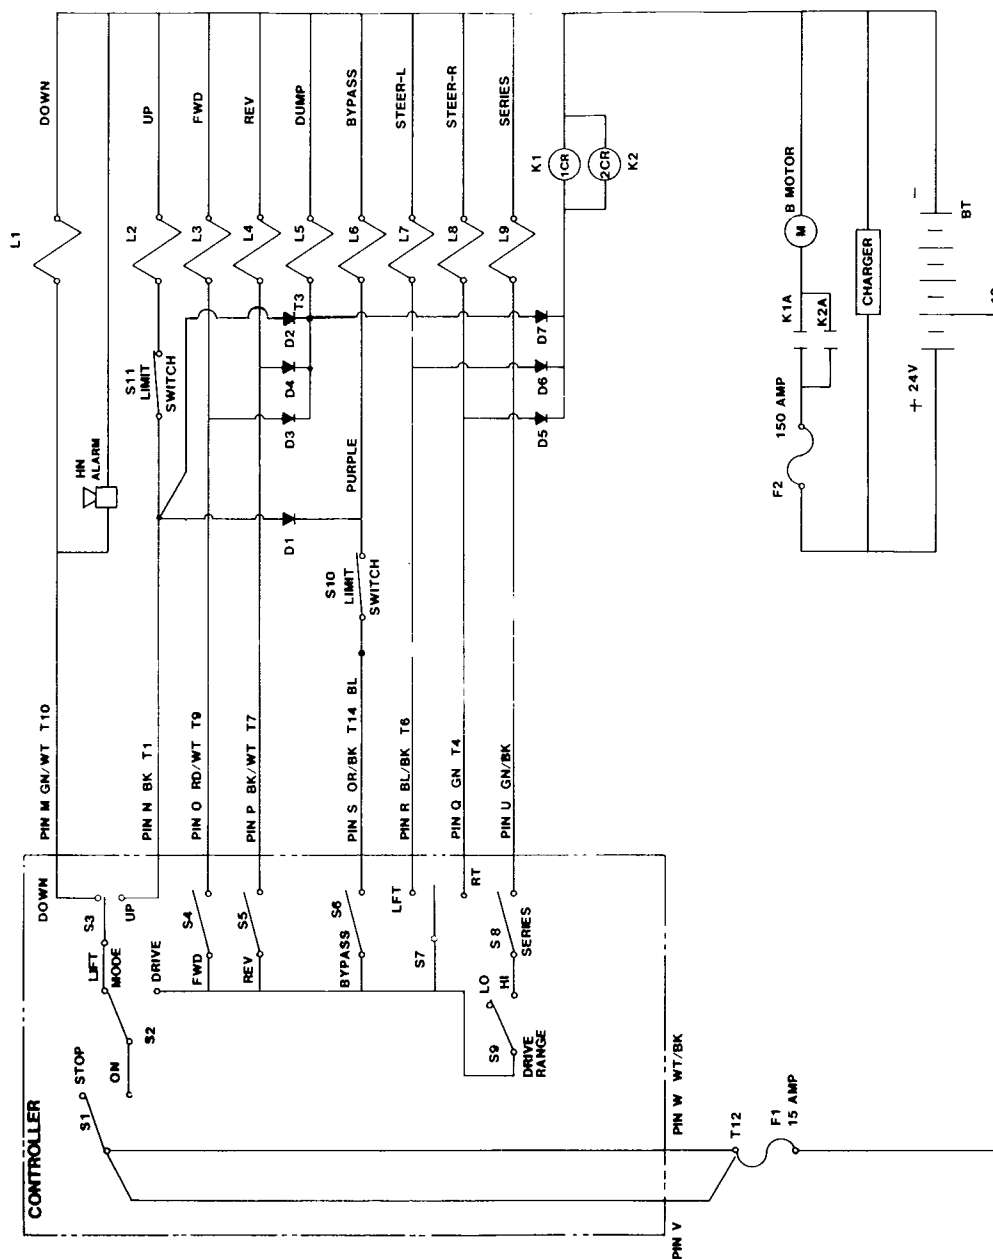 CONTROLLER
S1
STOP
ON
S2
LIFT
MODE
DRIVE
S3
DOWN
UP
S4
FWD
S5
REV
S6
BYPASS
S7
LFT
RT
S8
SERIES
S9
LO
HI
DRIVE
RANGE
PIN V
PIN W WT/BK
T12
F1
15 AMP
PIN M GN/WT T10
PIN N BK T1
PIN O RD/WT T9
PIN P BK/WT T7
PIN S OR/BK T14 BL
PIN R BL/BK T6
PIN Q GN T4
PIN U GN/BK
HN
ALARM
S11
LIMIT
SWITCH
S10
LIMIT
SWITCH
PURPLE
D1
D3
D4
D2
T3
D5
D6
D7
L1
L2
L3
L4
L5
L6
L7
L8
L9
DOWN
UP
FWD
REV
DUMP
BYPASS
STEER-L
STEER-R
SERIES
K1
1CR
2CR
K2
F2
150 AMP
K1A
K2A
M
B MOTOR
CHARGER
+ 24V
−
BT